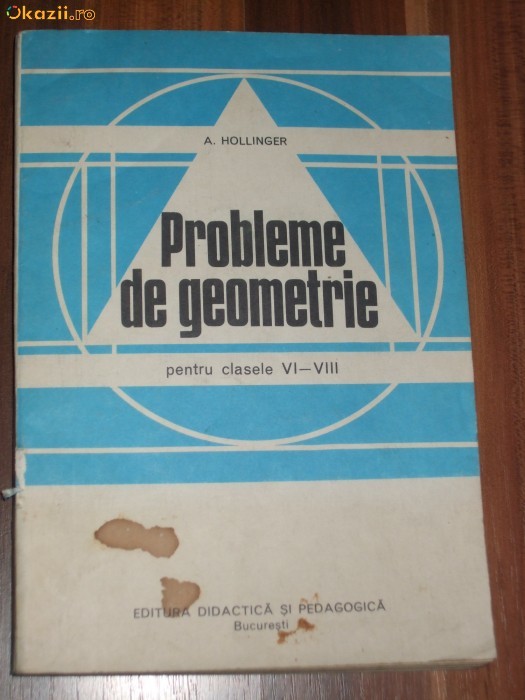 Okazii.ro
A. HOLLINGER
Probleme
de geometrie
pentru clasele VI—VIII
EDITURA DIDACTICĂ ȘI PEDAGOGICĂ
București